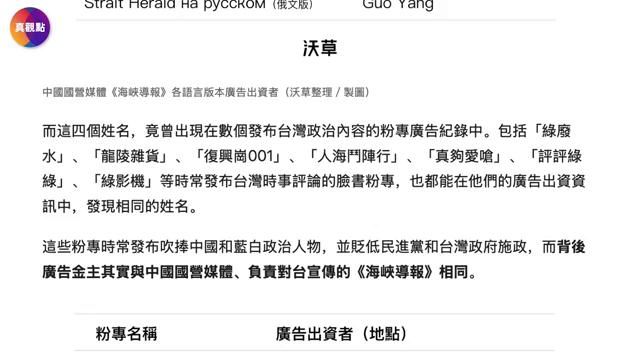 真觀點
Strait Herald на русском（俄文版）
Guo Yang
沃草
中國國營媒體《海峽導報》各語言版本廣告出資者（沃草整理 / 製圖）
而這四個姓名，竟曾出現在數個發布台灣政治內容的粉專廣告紀錄中。包括「綠廢
水」、「龍陵雜貨」、「復興崗001」、「人海鬥陣行」、「真夠愛嗆」、「評評綠
綠」、「綠影機」等時常發布台灣時事評論的臉書粉專，也都能在他們的廣告出資資
訊中，發現相同的姓名。
這些粉專時常發布吹捧中國和藍白政治人物，並貶低民進黨和台灣政府施政，而背後
廣告金主其實與中國國營媒體、負責對台宣傳的《海峽導報》相同。
粉專名稱
廣告出資者（地點）